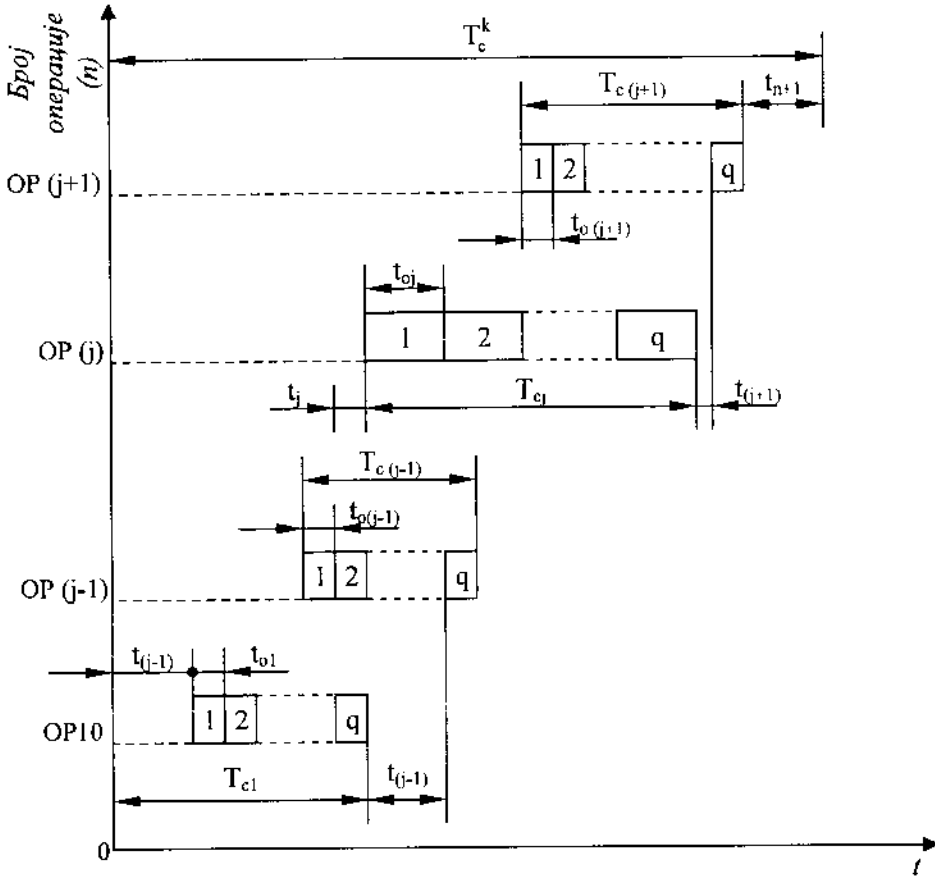 Број
операције
(n)
T_c^k
T_c (j+1)
t_n+1
OP (j+1)
1 2 q
t_o (j+1)
t_oj
OP (j)
1 2 q
t_j
T_cj
t_(j+1)
T_c (j-1)
t_o(j-1)
OP (j-1)
1 2 q
t_(j-1)
t_o1
OP10
1 2 q
T_c1
t_(j-1)
0
t